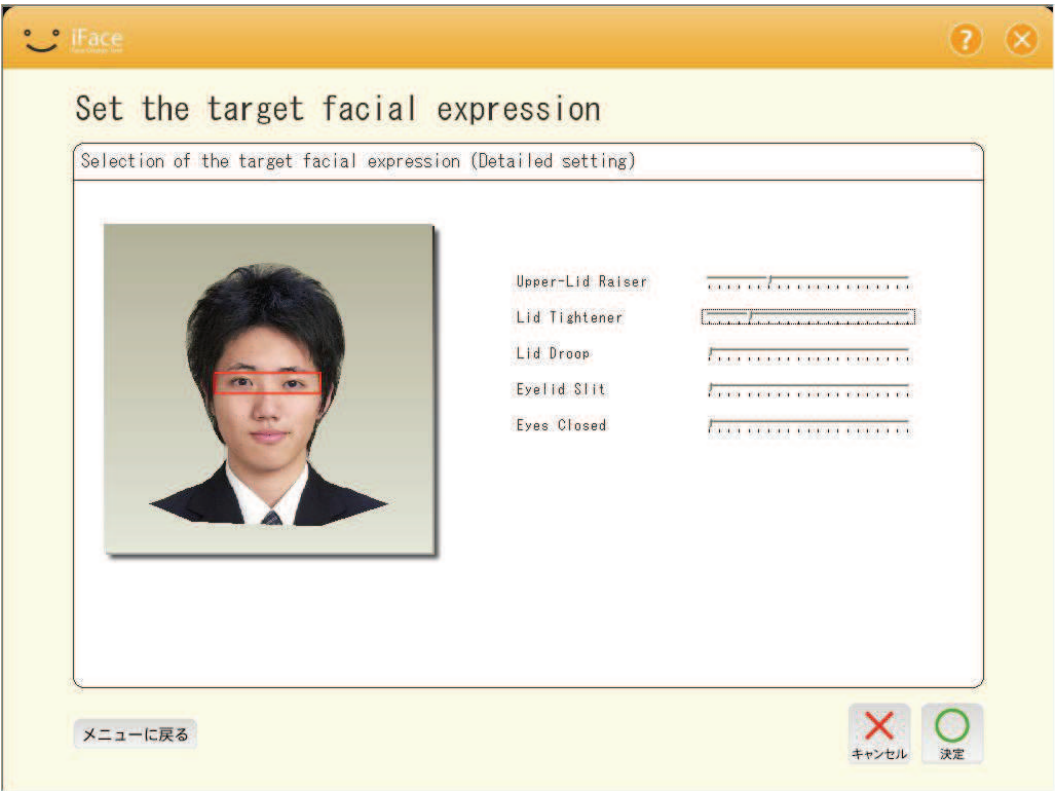 iFace
?
Set the target facial expression
Selection of the target facial expression (Detailed setting)
Upper-Lid Raiser
Lid Tightener
Lid Droop
Eyelid Slit
Eyes Closed
メニューに戻る
キャンセル
決定